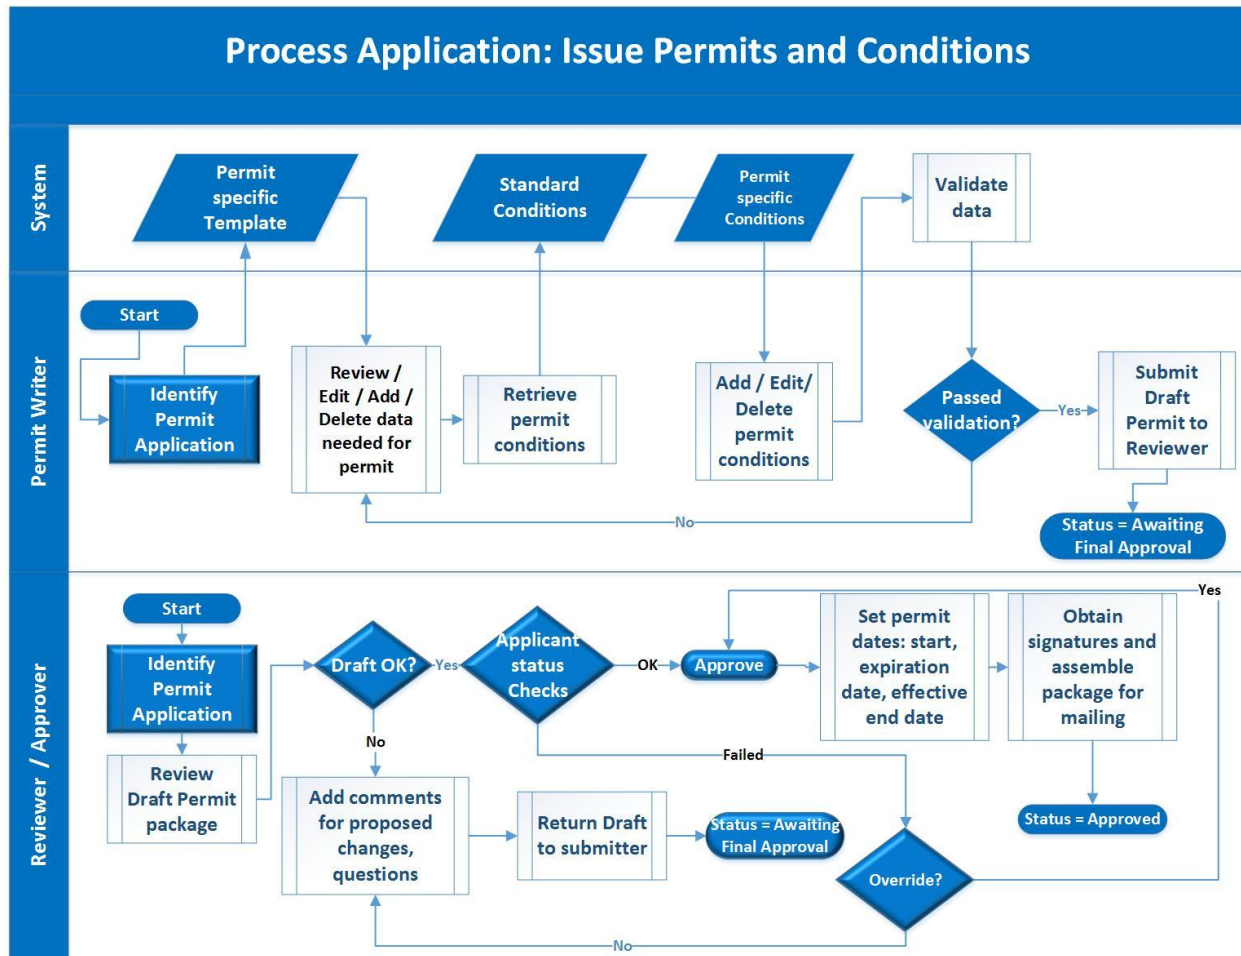 Process Application: Issue Permits and Conditions
System
Permit
specific
Template
Standard
Conditions
Permit
specific
Conditions
Validate
data
Permit Writer
Start
Identify
Permit
Application
Review /
Edit / Add /
Delete data
needed for
permit
Retrieve
permit
conditions
Add / Edit/
Delete
permit
conditions
Passed
validation?
Yes
Submit
Draft
Permit to
Reviewer
No
Status = Awaiting
Final Approval
Reviewer / Approver
Start
Identify
Permit
Application
Review
Draft Permit
package
Draft OK?
Yes
Applicant
status
Checks
OK
Approve
Set permit
dates: start,
expiration
date, effective
end date
Obtain
signatures and
assemble
package for
mailing
Yes
No
Failed
Add comments
for proposed
changes,
questions
Return Draft
to submitter
Status = Awaiting
Final Approval
Status = Approved
Override?
No